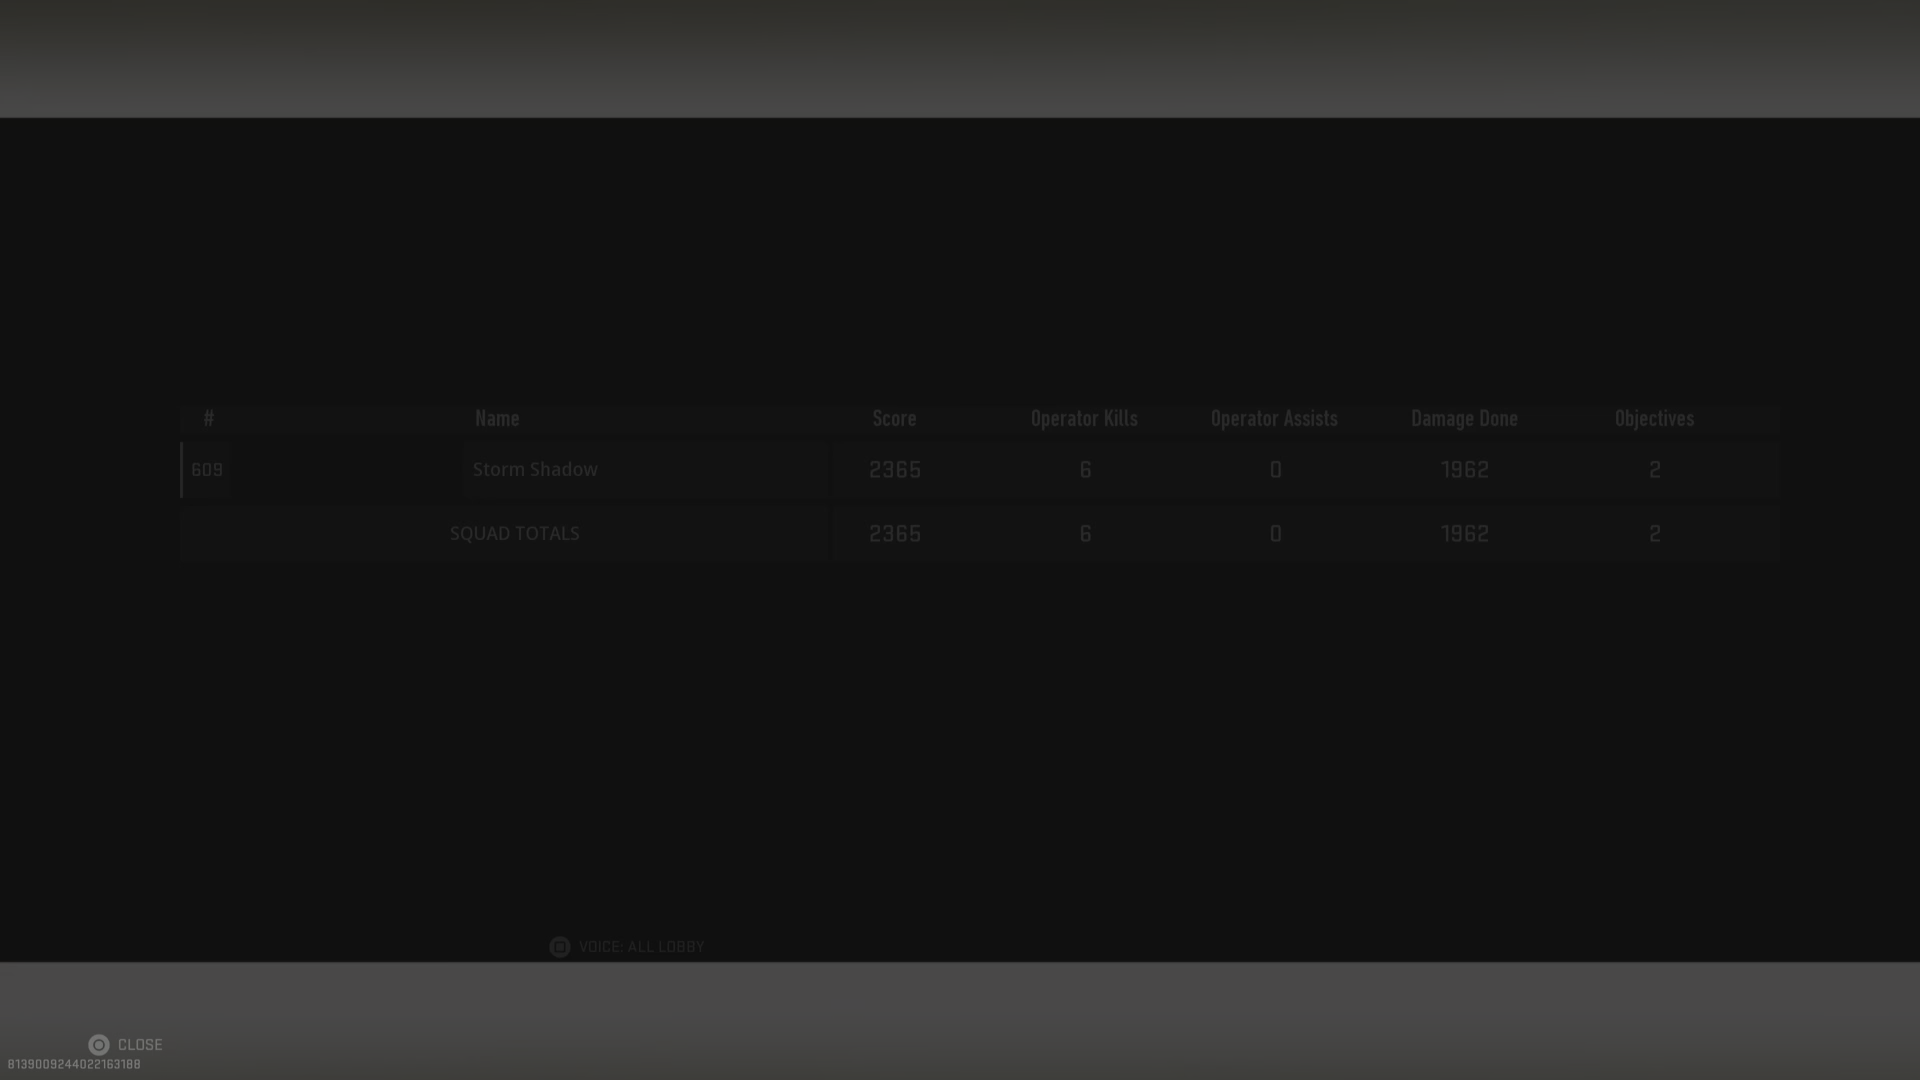 # Name Score Operator Kills Operator Assists Damage Done Objectives
609 Storm Shadow 2365 6 0 1962 2
SQUAD TOTALS 2365 6 0 1962 2
VOICE: ALL LOBBY
CLOSE
8139009244022163188